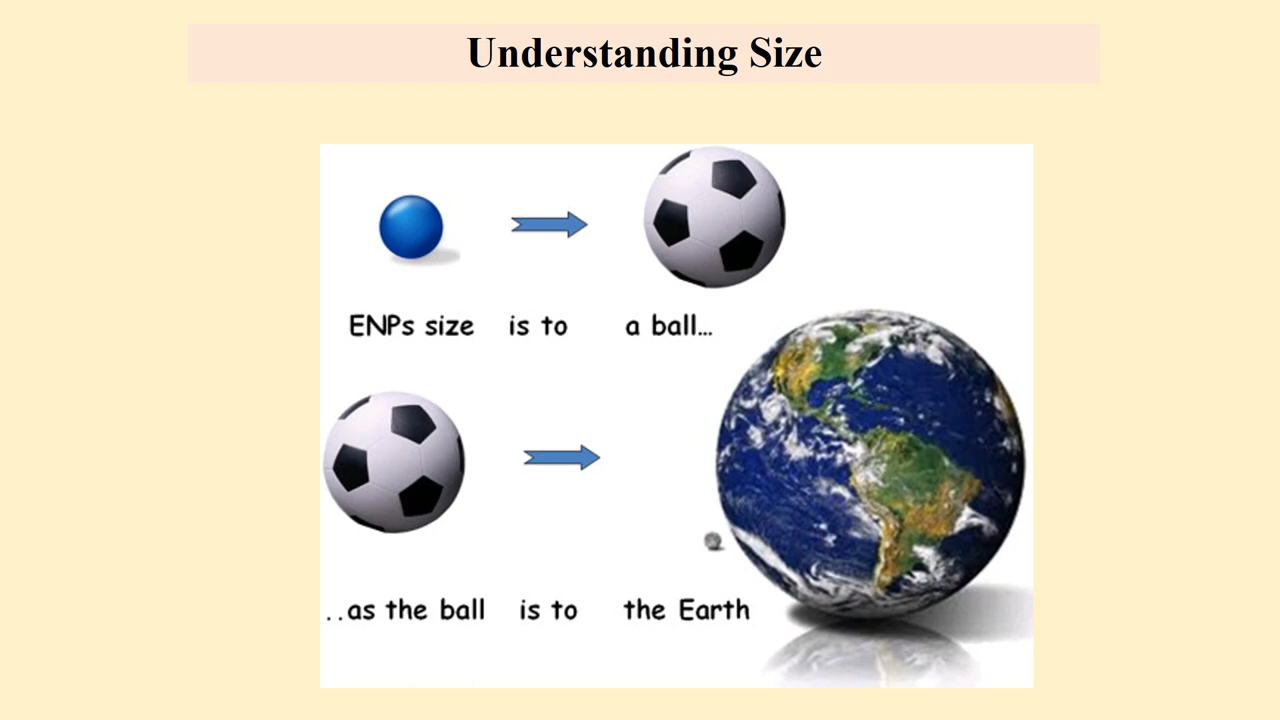 Understanding Size
ENPs size is to a ball...
..as the ball is to the Earth